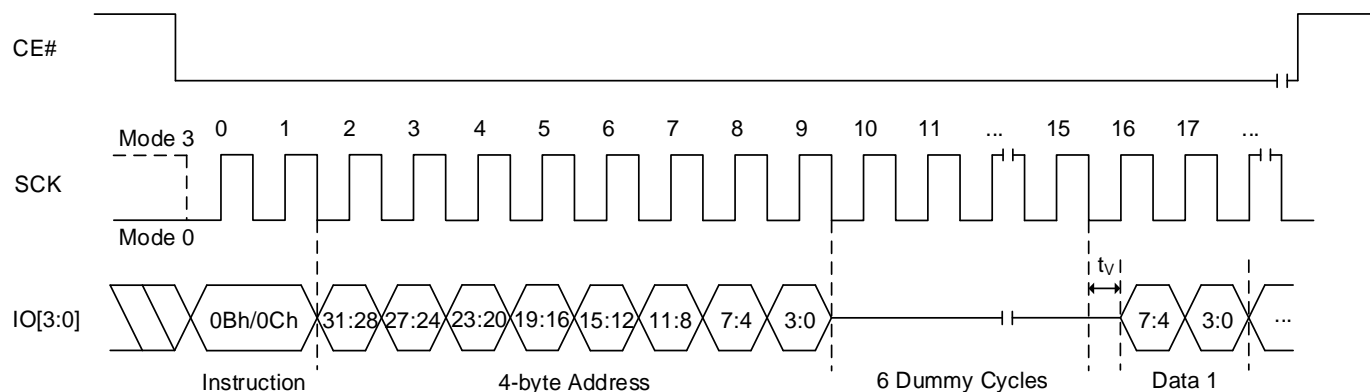 CE#
0 1 2 3 4 5 6 7 8 9 10 11 ... 15 16 17 ...
Mode 3
SCK
Mode 0
tV
IO[3:0] 0Bh/0Ch 31:28 27:24 23:20 19:16 15:12 11:8 7:4 3:0 7:4 3:0 ...
Instruction 4-byte Address 6 Dummy Cycles Data 1